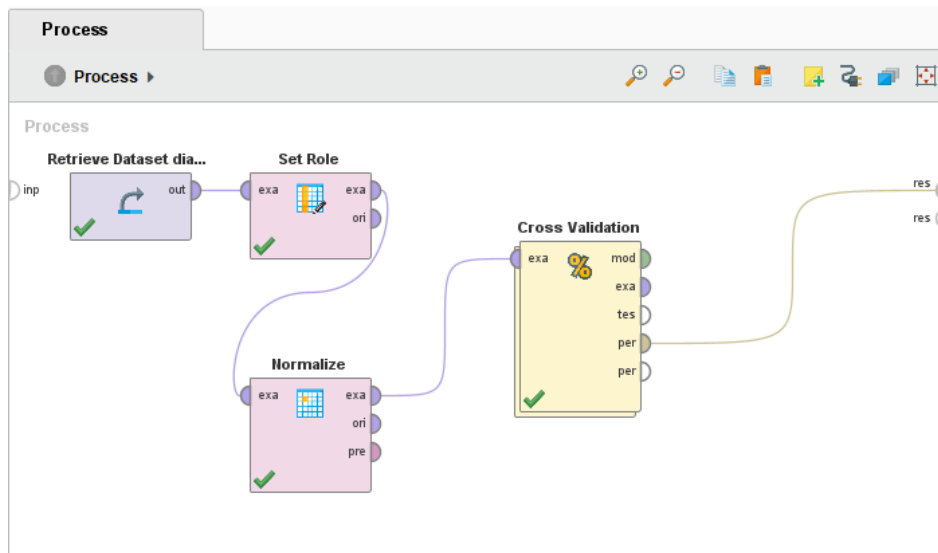 Process
Process
Process
Retrieve Dataset dia...
Set Role
inp
out
exa
exa
ori
res
res
Cross Validation
exa
mod
exa
tes
per
per
Normalize
exa
exa
ori
pre